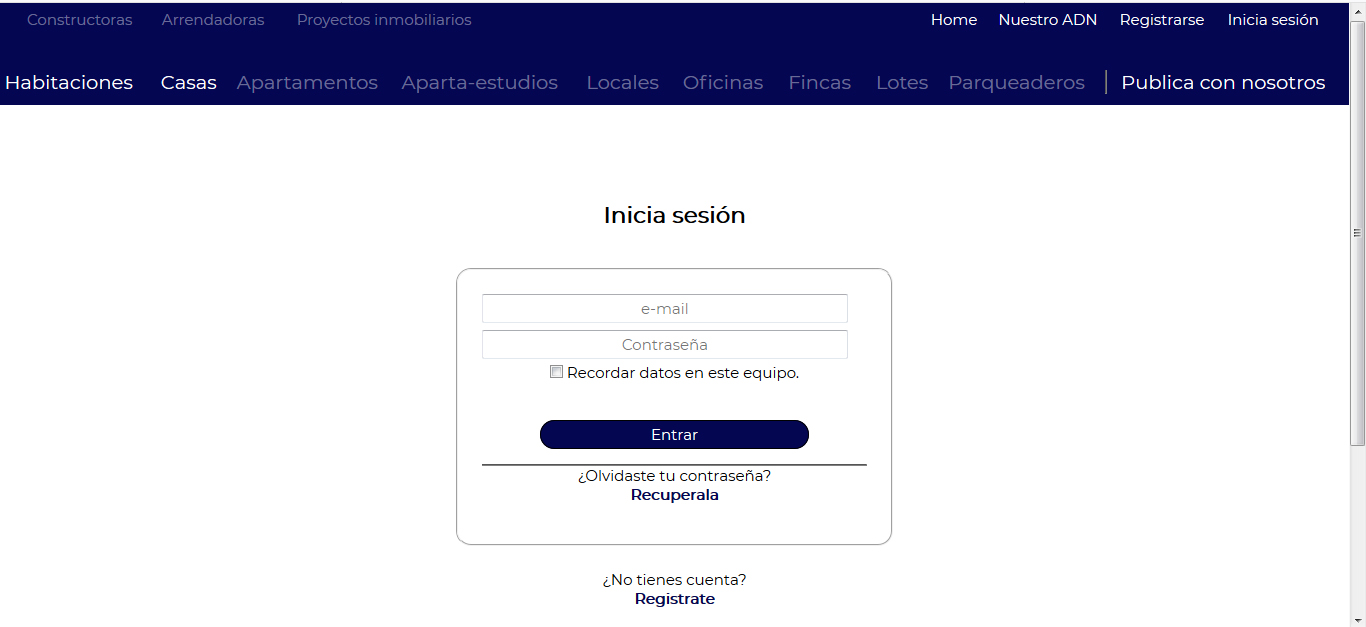 Constructoras Arrendadoras Proyectos inmobiliarios Home Nuestro ADN Registrarse Inicia sesión
Habitaciones Casas Apartamentos Aparta-estudios Locales Oficinas Fincas Lotes Parqueaderos | Publica con nosotros
Inicia sesión
e-mail
Contraseña
Recordar datos en este equipo.
Entrar
¿Olvidaste tu contraseña?
Recuperala
¿No tienes cuenta?
Registrate